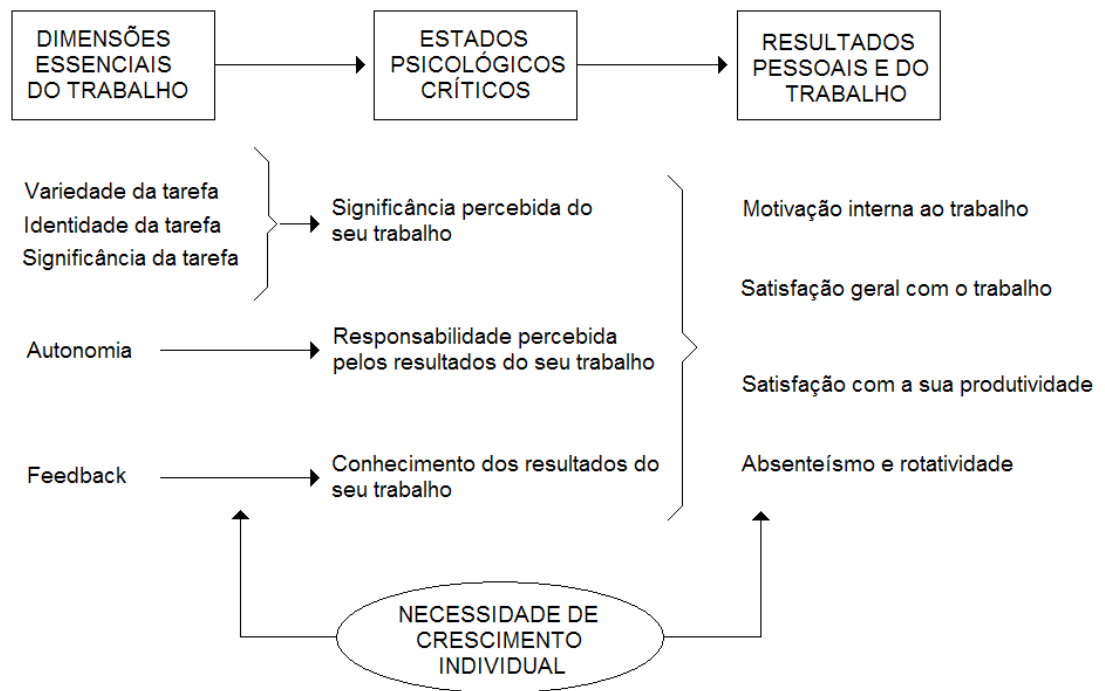 DIMENSÕES
ESSENCIAIS
DO TRABALHO
ESTADOS
PSICOLÓGICOS
CRÍTICOS
RESULTADOS
PESSOAIS E DO
TRABALHO
Variedade da tarefa
Identidade da tarefa
Significância da tarefa
Significância percebida do
seu trabalho
Motivação interna ao trabalho
Satisfação geral com o trabalho
Autonomia
Responsabilidade percebida
pelos resultados do seu trabalho
Satisfação com a sua produtividade
Feedback
Conhecimento dos resultados do
seu trabalho
Absenteísmo e rotatividade
NECESSIDADE DE
CRESCIMENTO
INDIVIDUAL